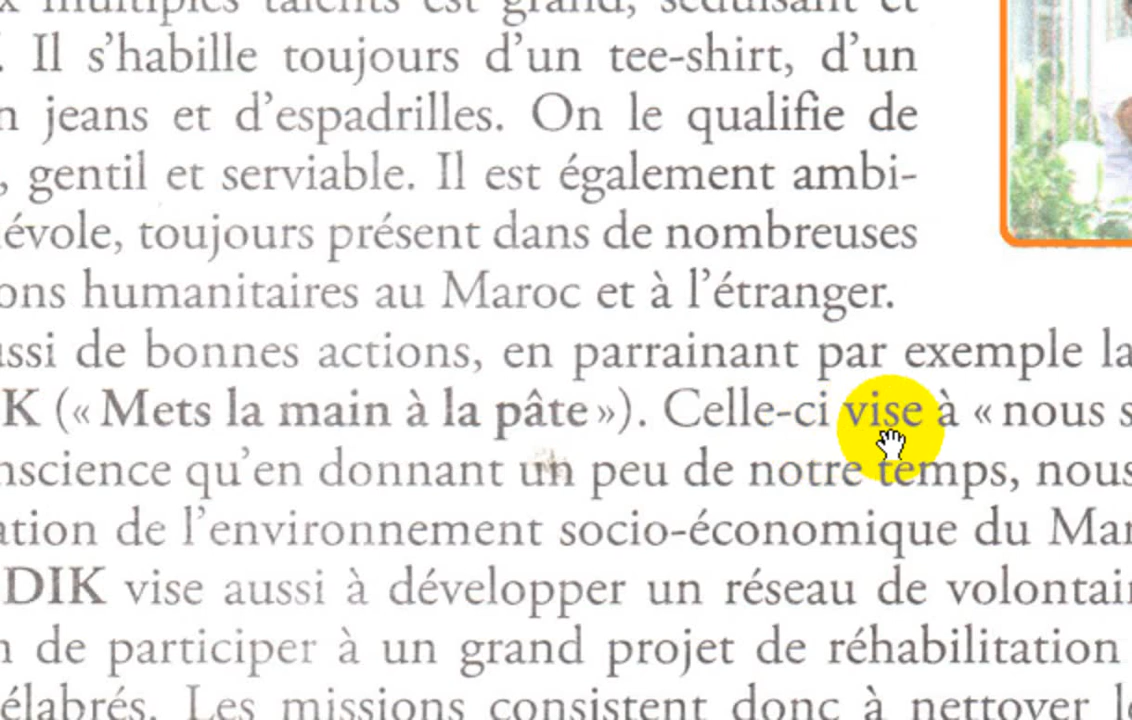 multiples talents est grand, séduisant et
. Il s’habille toujours d’un tee-shirt, d’un
n jeans et d’espadrilles. On le qualifie de
, gentil et serviable. Il est également ambi-
évole, toujours présent dans de nombreuses
ons humanitaires au Maroc et à l’étranger.
ussi de bonnes actions, en parrainant par exemple la
K (« Mets la main à la pâte »). Celle-ci vise à « nous s
nscience qu’en donnant un peu de notre temps, nous
ation de l’environnement socio-économique du Mar
DIK vise aussi à développer un réseau de volontair
n de participer à un grand projet de réhabilitation
élabrés. Les missions consistent donc à nettoyer le